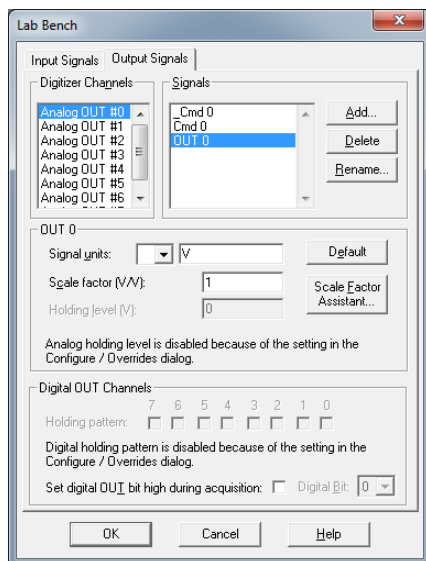 Lab Bench
Input Signals Output Signals
Digitizer Channels
Analog OUT #0
Analog OUT #1
Analog OUT #2
Analog OUT #3
Analog OUT #4
Analog OUT #5
Analog OUT #6
Signals
_Cmd 0
Cmd 0
OUT 0
Add...
Delete
Rename...
OUT 0
Signal units: V
Default
Scale factor (V/V): 1
Scale Factor
Assistant...
Holding level (V): 0
Analog holding level is disabled because of the setting in the
Configure / Overrides dialog.
Digital OUT Channels
7 6 5 4 3 2 1 0
Holding pattern:
Digital holding pattern is disabled because of the setting in the
Configure / Overrides dialog.
Set digital OUT bit high during acquisition: Digital Bit: 0
OK Cancel Help